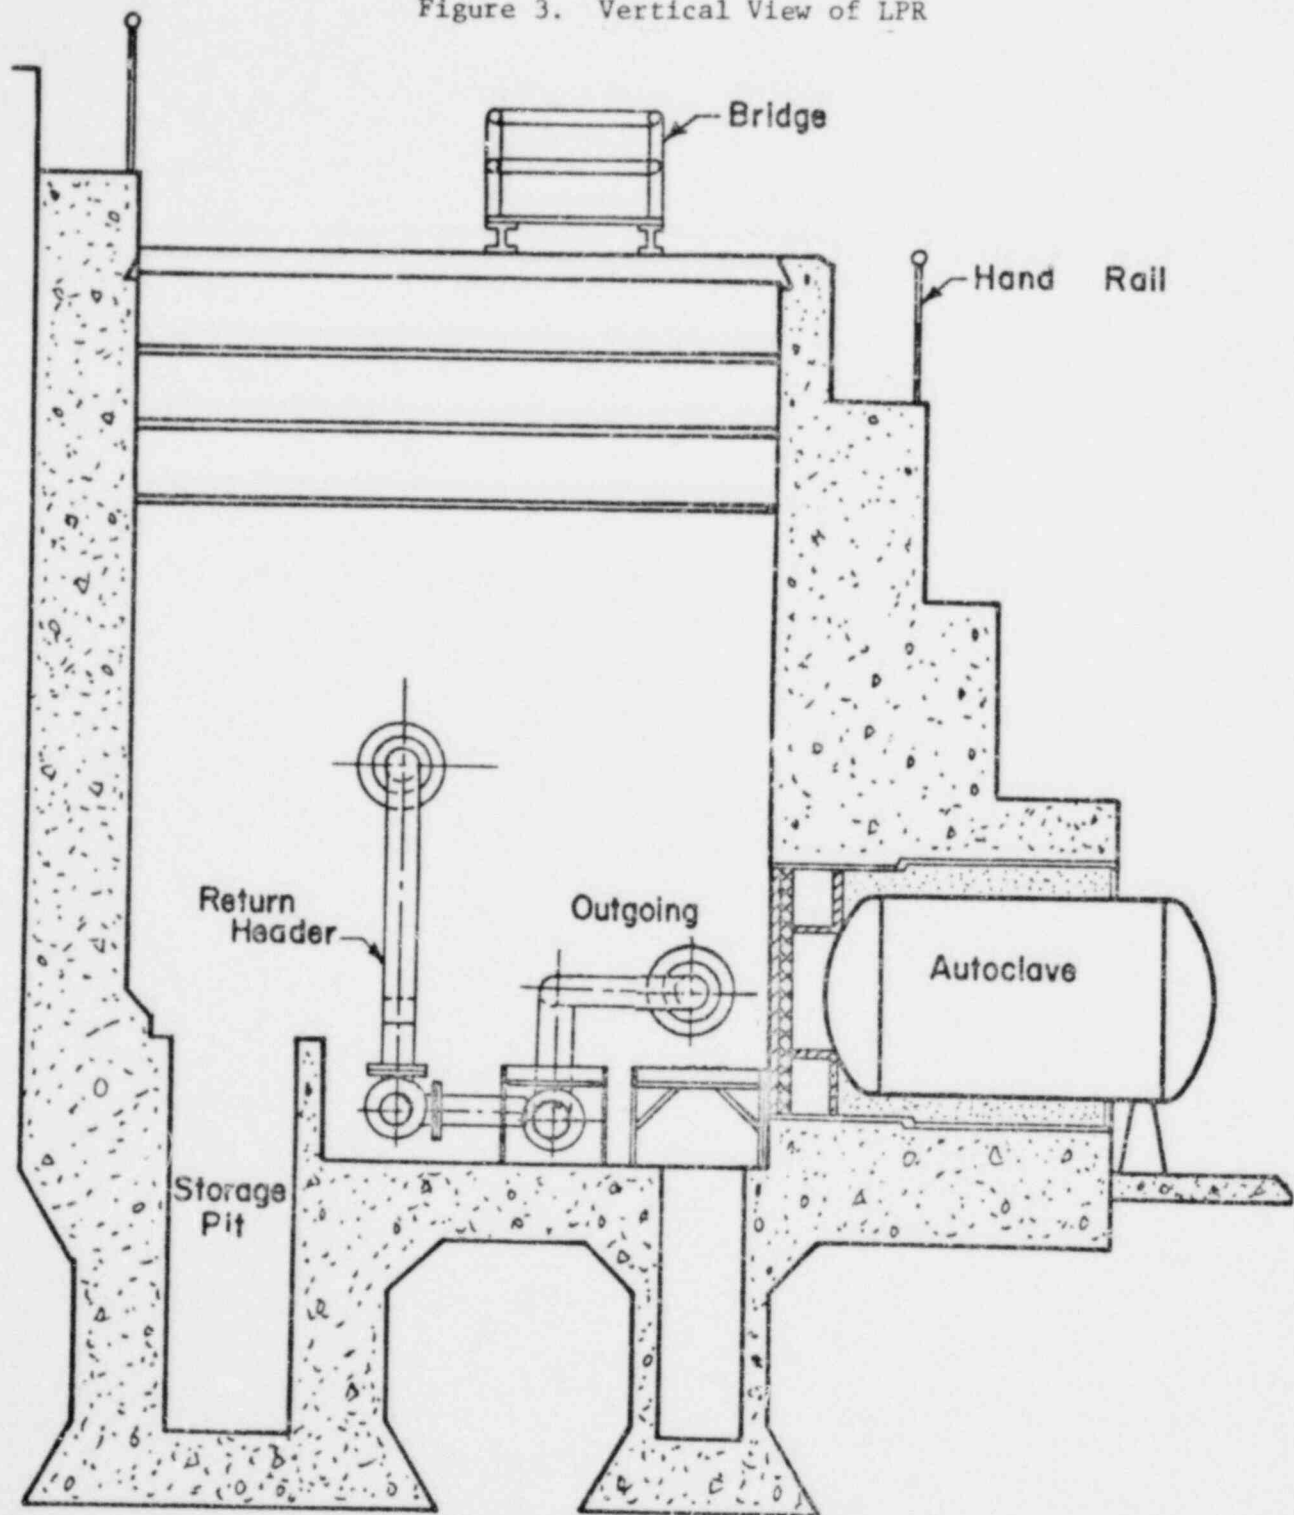 Figure 3. Vertical View of LPR
Bridge
Hand Rail
Return
Header
Outgoing
Autoclave
Storage
Pit